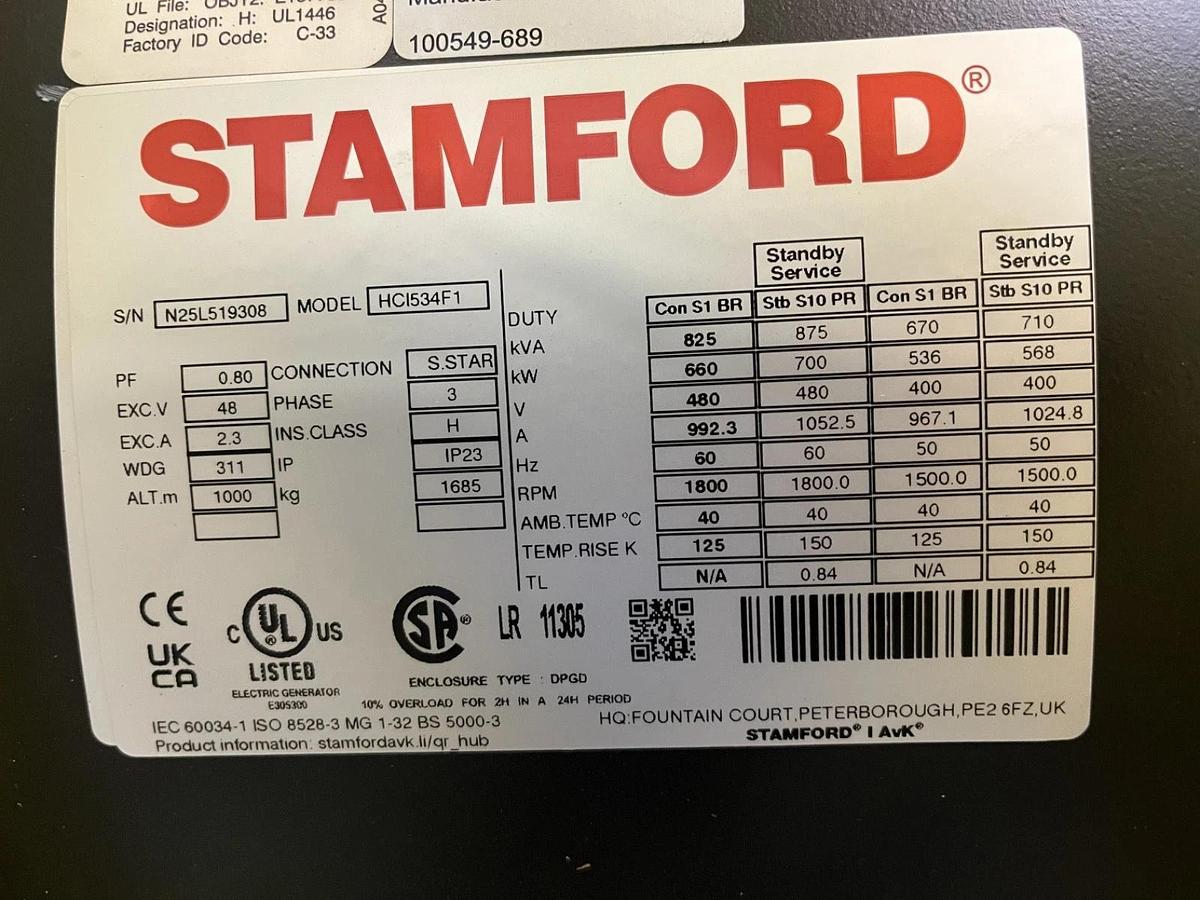 UL File:
Designation: H: UL1446
Factory ID Code: C-33
100549-689
STAMFORD®
S/N N25L519308 MODEL HCI534F1
PF 0.80 CONNECTION S.STAR
EXC.V 48 PHASE 3
EXC.A 2.3 INS.CLASS H
WDG 311 IP IP23
ALT.m 1000 kg 1685
Standby Service Standby Service
DUTY Con S1 BR Stb S10 PR Con S1 BR Stb S10 PR
kVA 825 875 670 710
kW 660 700 536 568
V 480 480 400 400
A 992.3 1052.5 967.1 1024.8
Hz 60 60 50 50
RPM 1800 1800.0 1500.0 1500.0
AMB.TEMP °C 40 40 40 40
TEMP.RISE K 125 150 125 150
TL N/A 0.84 N/A 0.84
CE
UK
CA
C UL ® US
LISTED
ELECTRIC GENERATOR
E305300
SA ® LR 11305
ENCLOSURE TYPE : DPGD
10% OVERLOAD FOR 2H IN A 24H PERIOD
IEC 60034-1 ISO 8528-3 MG 1-32 BS 5000-3
Product information: stamfordavk.li/qr_hub
HQ:FOUNTAIN COURT,PETERBOROUGH,PE2 6FZ,UK
STAMFORD® I AvK®